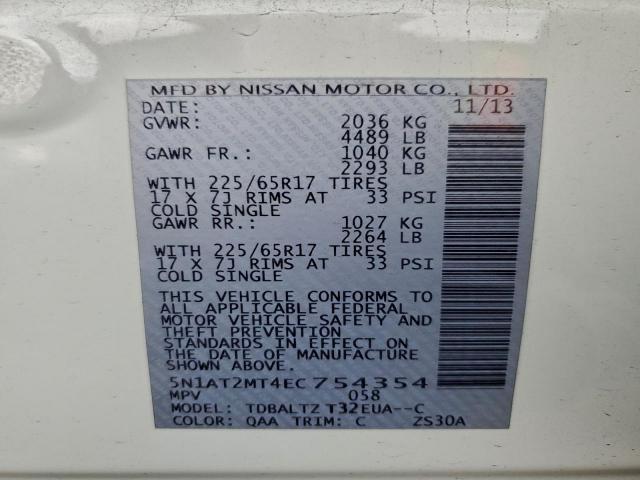 MFD BY NISSAN MOTOR CO., LTD.
DATE: 11/13
GVWR: 2036 KG
4489 LB
GAWR FR.: 1040 KG
2293 LB
WITH 225/65R17 TIRES
17 X 7J RIMS AT 33 PSI
COLD SINGLE
GAWR RR.: 1027 KG
2264 LB
WITH 225/65R17 TIRES
17 X 7J RIMS AT 33 PSI
COLD SINGLE
THIS VEHICLE CONFORMS TO
ALL APPLICABLE FEDERAL
MOTOR VEHICLE SAFETY AND
THEFT PREVENTION
STANDARDS IN EFFECT ON
THE DATE OF MANUFACTURE
SHOWN ABOVE.
5N1AT2MT4EC754354
MPV 058
MODEL: TDBALTZ T32EUA--C
COLOR: QAA TRIM: C ZS30A